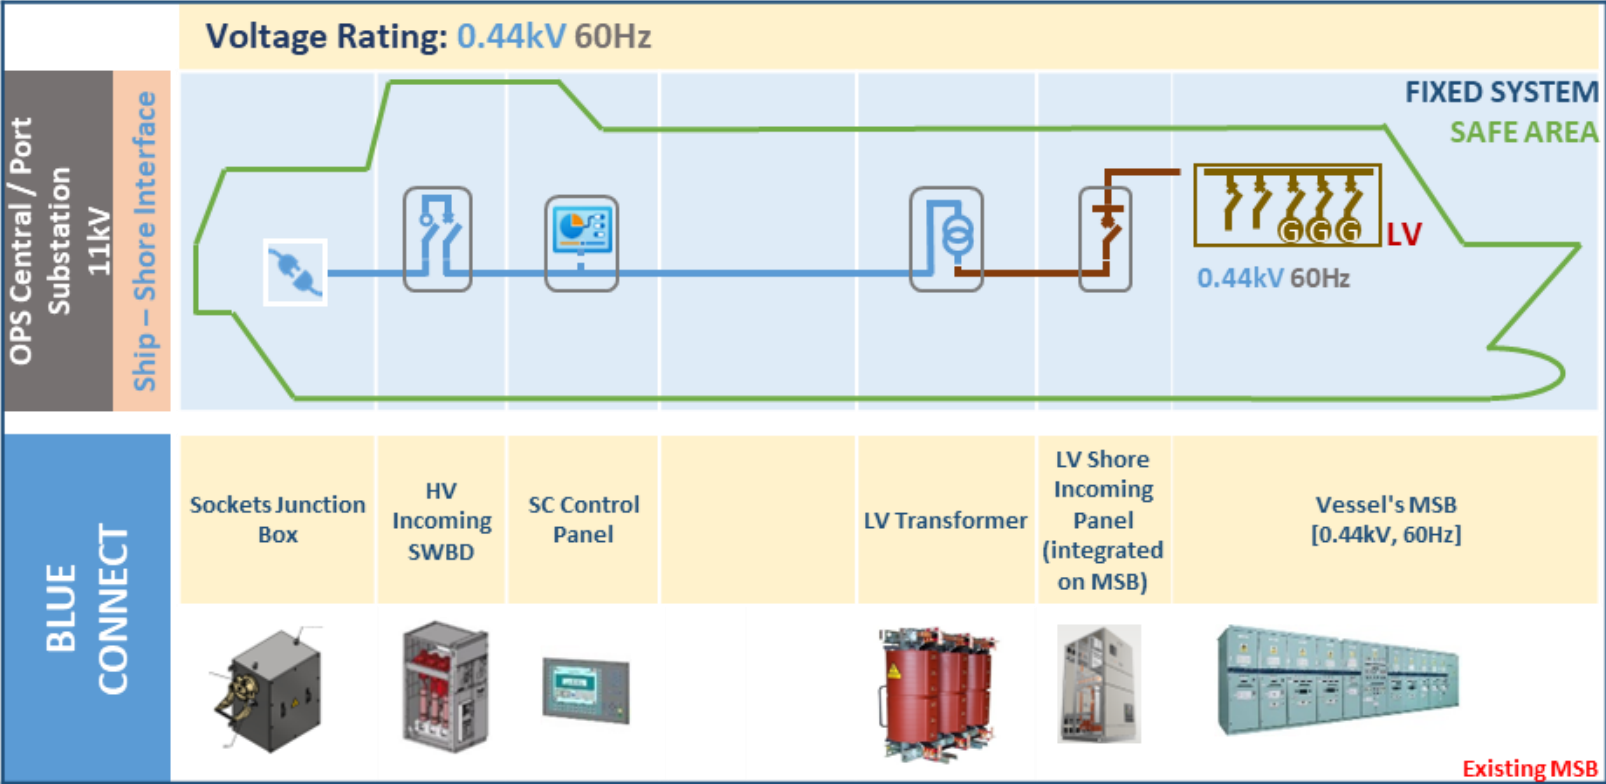 Voltage Rating: 0.44kV 60Hz
OPS Central / Port
Substation
11kV
Ship – Shore Interface
FIXED SYSTEM
SAFE AREA
G G G
LV
0.44kV 60Hz
BLUE
CONNECT
Sockets Junction
Box
HV
Incoming
SWBD
SC Control
Panel
LV Transformer
LV Shore
Incoming
Panel
(integrated
on MSB)
Vessel's MSB
[0.44kV, 60Hz]
Existing MSB